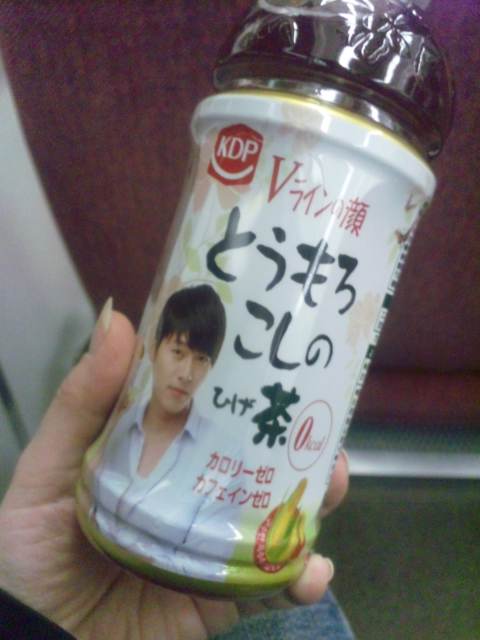 KDP
Vラインの顔
とうもろ
こしの
ひげ茶
0kcal
カロリーゼロ
カフェインゼロ